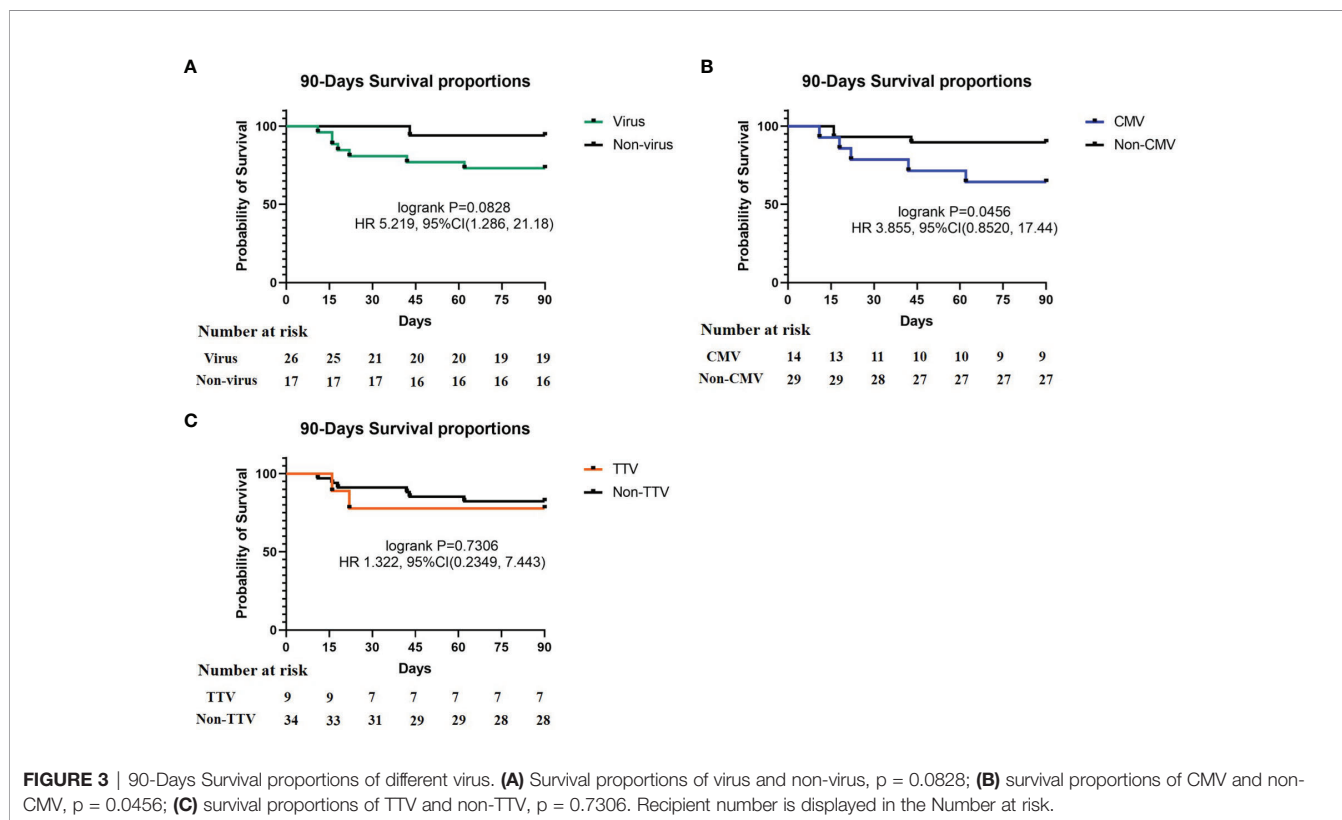 A
90-Days Survival proportions
Probability of Survival
100
50
0
0 15 30 45 60 75 90
Days
Virus
Non-virus
logrank P=0.0828
HR 5.219, 95%CI(1.286, 21.18)
Number at risk
Virus 26 25 21 20 20 19 19
Non-virus 17 17 17 16 16 16 16
B
90-Days Survival proportions
Probability of Survival
100
50
0
0 15 30 45 60 75 90
Days
CMV
Non-CMV
logrank P=0.0456
HR 3.855, 95%CI(0.8520, 17.44)
Number at risk
CMV 14 13 11 10 10 9 9
Non-CMV 29 29 28 27 27 27 27
C
90-Days Survival proportions
Probability of Survival
100
50
0
0 15 30 45 60 75 90
Days
TTV
Non-TTV
logrank P=0.7306
HR 1.322, 95%CI(0.2349, 7.443)
Number at risk
TTV 9 9 7 7 7 7 7
Non-TTV 34 33 31 29 29 28 28
FIGURE 3 | 90-Days Survival proportions of different virus. (A) Survival proportions of virus and non-virus, p = 0.0828; (B) survival proportions of CMV and non-
CMV, p = 0.0456; (C) survival proportions of TTV and non-TTV, p = 0.7306. Recipient number is displayed in the Number at risk.